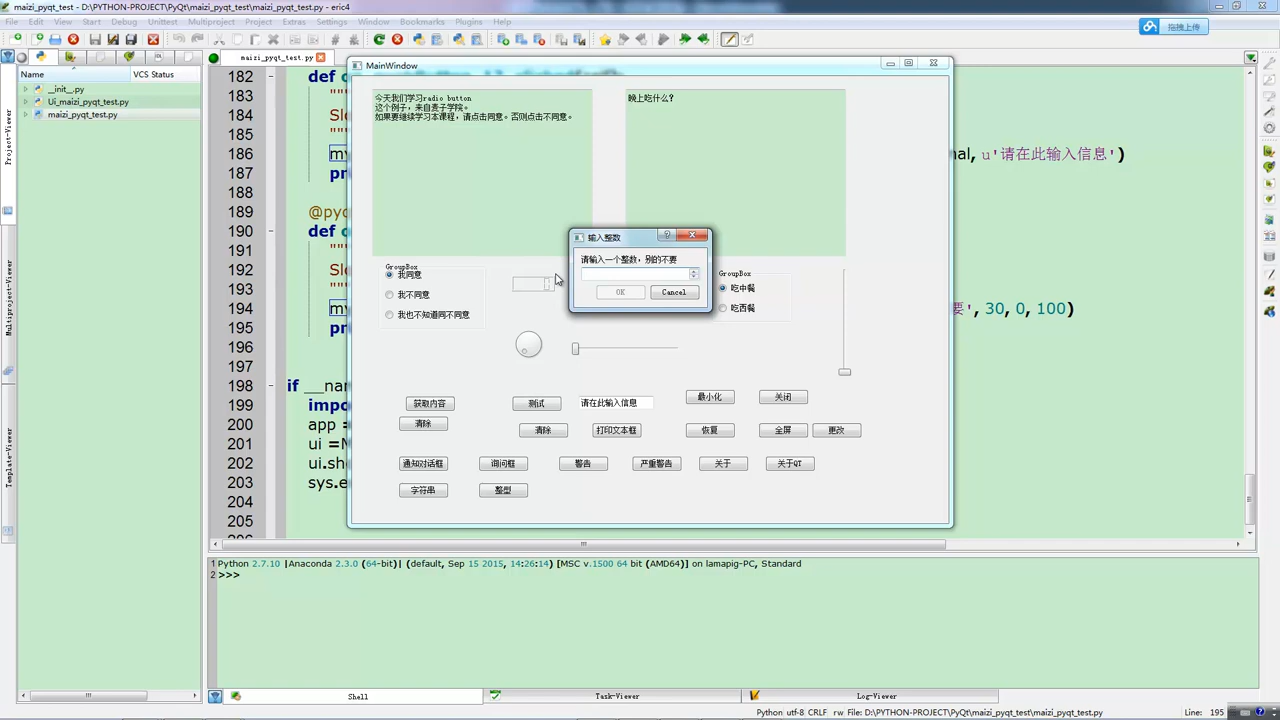 maizi_pyqt_test - D:\PYTHON-PROJECT\PyQt\maizi_pyqt_test\maizi_pyqt_test.py - eric4
File Edit View Start Debug Unittest Multiproject Project Extras Settings Window Bookmarks Plugins Help
拖拽上传
maizi_pyqt_test.py
Name VCS Status
__init__.py
Ui_maizi_pyqt_test.py
maizi_pyqt_test.py
Project-Viewer
Multiproject-Viewer
Template-Viewer
182 def
183 """
184
185 """
186 my nal, u'请在此输入信息')
187 pr
188
189 @pyq
190 def o
191 """
192
193 """
194 my 要', 30, 0, 100)
195 pr
196
197
198 if __nar
199 impo
200 app =
201 ui =M
202 ui.sh
203 sys.e
204
205
MainWindow
今天我们学习radio button
这个例子，来自麦子学院。
如果要继续学习本课程，请点击同意。否则点击不同意。
晚上吃什么？
输入整数
请输入一个整数，别的不要
OK Cancel
GroupBox
我同意
我不同意
我也不知道同不同意
GroupBox
吃中餐
吃西餐
获取内容 测试 请在此输入信息 最小化 关闭
清除 清除 打印文本框 恢复 全屏 更改
通知对话框 询问框 警告 严重警告 关于 关于QT
字符串 整型
1 Python 2.7.10 |Anaconda 2.3.0 (64-bit)| (default, Sep 15 2015, 14:26:14) [MSC v.1500 64 bit (AMD64)] on lamapig-PC, Standard
2 >>>
Shell Task-Viewer Log-Viewer
Python utf-8 CRLF rw File: D:\PYTHON-PROJECT\PyQt\maizi_pyqt_test\maizi_pyqt_test.py Line: 195